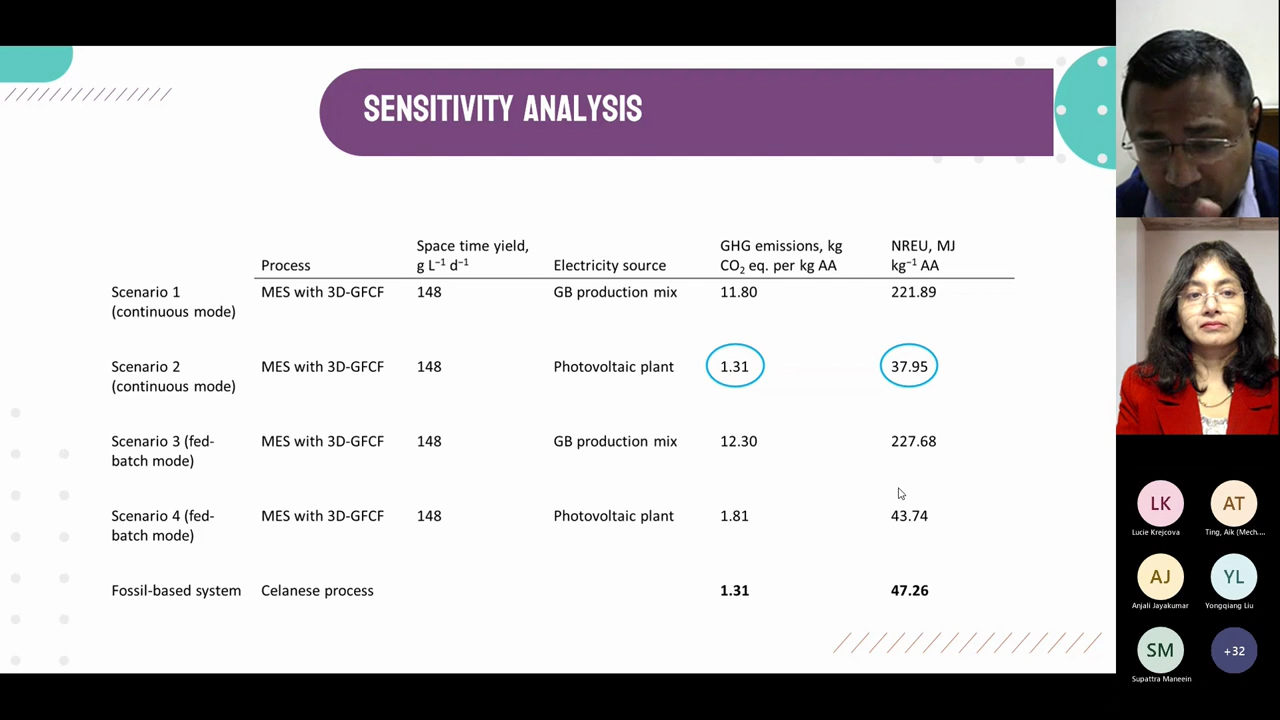 SENSITIVITY ANALYSIS
Space time yield,
GHG emissions, kg
NREU, MJ
Process
g L⁻¹ d⁻¹
Electricity source
CO₂ eq. per kg AA
kg⁻¹ AA
Scenario 1
(continuous mode)
MES with 3D-GFCF
148
GB production mix
11.80
221.89
Scenario 2
(continuous mode)
MES with 3D-GFCF
148
Photovoltaic plant
1.31
37.95
Scenario 3 (fed-
batch mode)
MES with 3D-GFCF
148
GB production mix
12.30
227.68
Scenario 4 (fed-
batch mode)
MES with 3D-GFCF
148
Photovoltaic plant
1.81
43.74
Fossil-based system
Celanese process
1.31
47.26
LK
Lucie Krejcova
AT
Ting, Aik (Mech....
AJ
Anjali Jayakumar
YL
Yongqiang Liu
SM
Supattra Maneein
+32